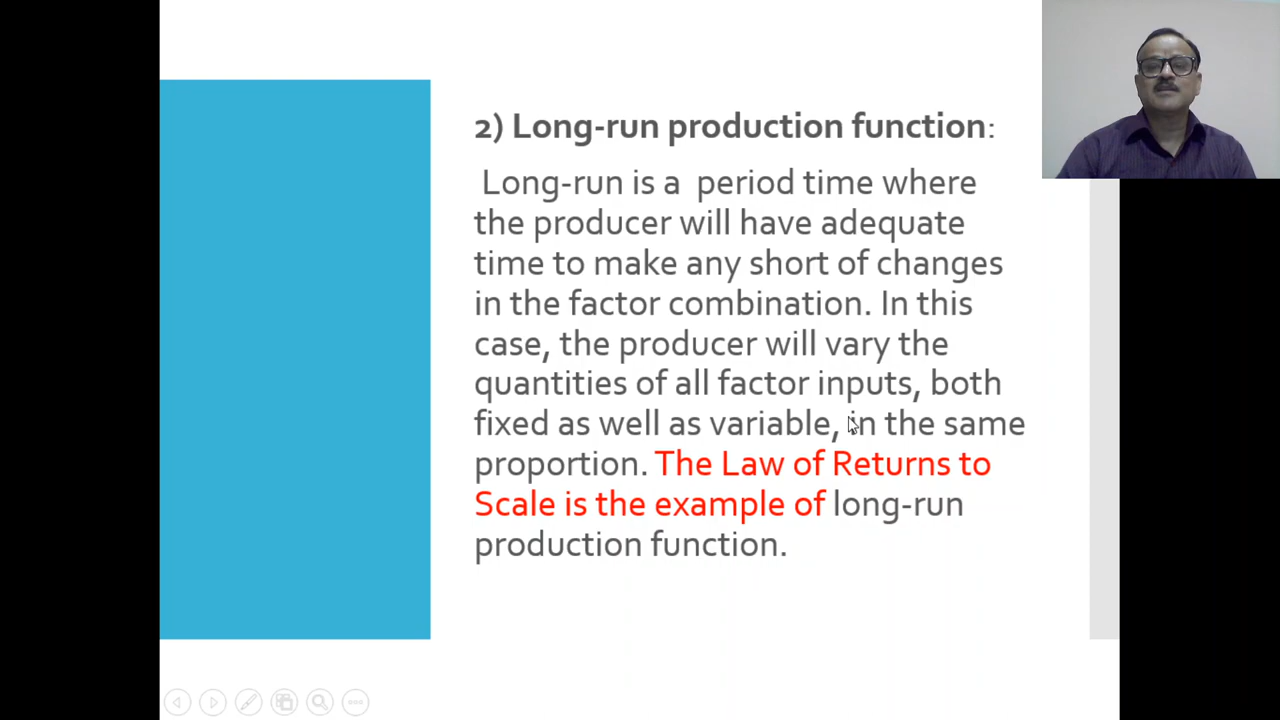 2) Long-run production function:
Long-run is a period time where
the producer will have adequate
time to make any short of changes
in the factor combination. In this
case, the producer will vary the
quantities of all factor inputs, both
fixed as well as variable, in the same
proportion. The Law of Returns to
Scale is the example of long-run
production function.